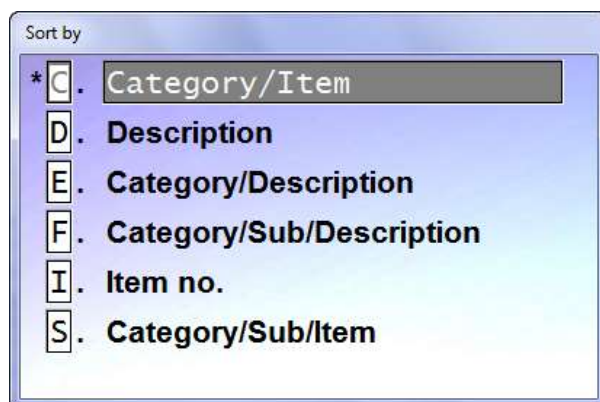 Sort by
*C. Category/Item
D. Description
E. Category/Description
F. Category/Sub/Description
I. Item no.
S. Category/Sub/Item